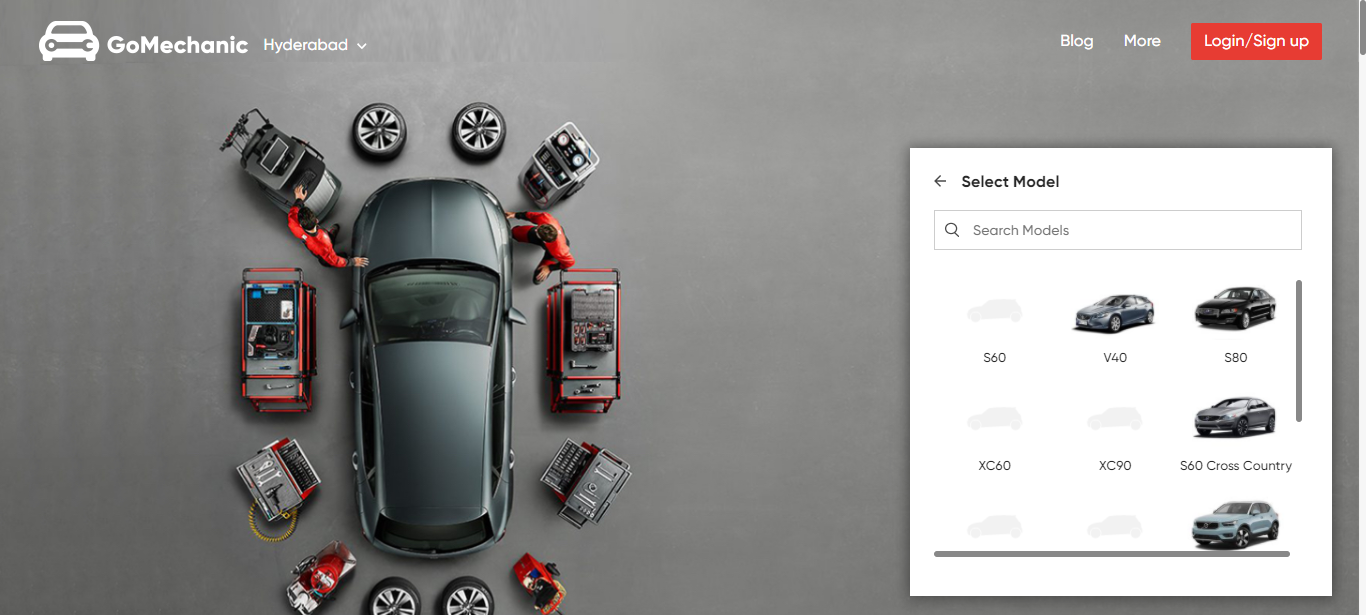 GoMechanic
Hyderabad
Blog
More
Login/Sign up
Select Model
Search Models
S60
V40
S80
XC60
XC90
S60 Cross Country